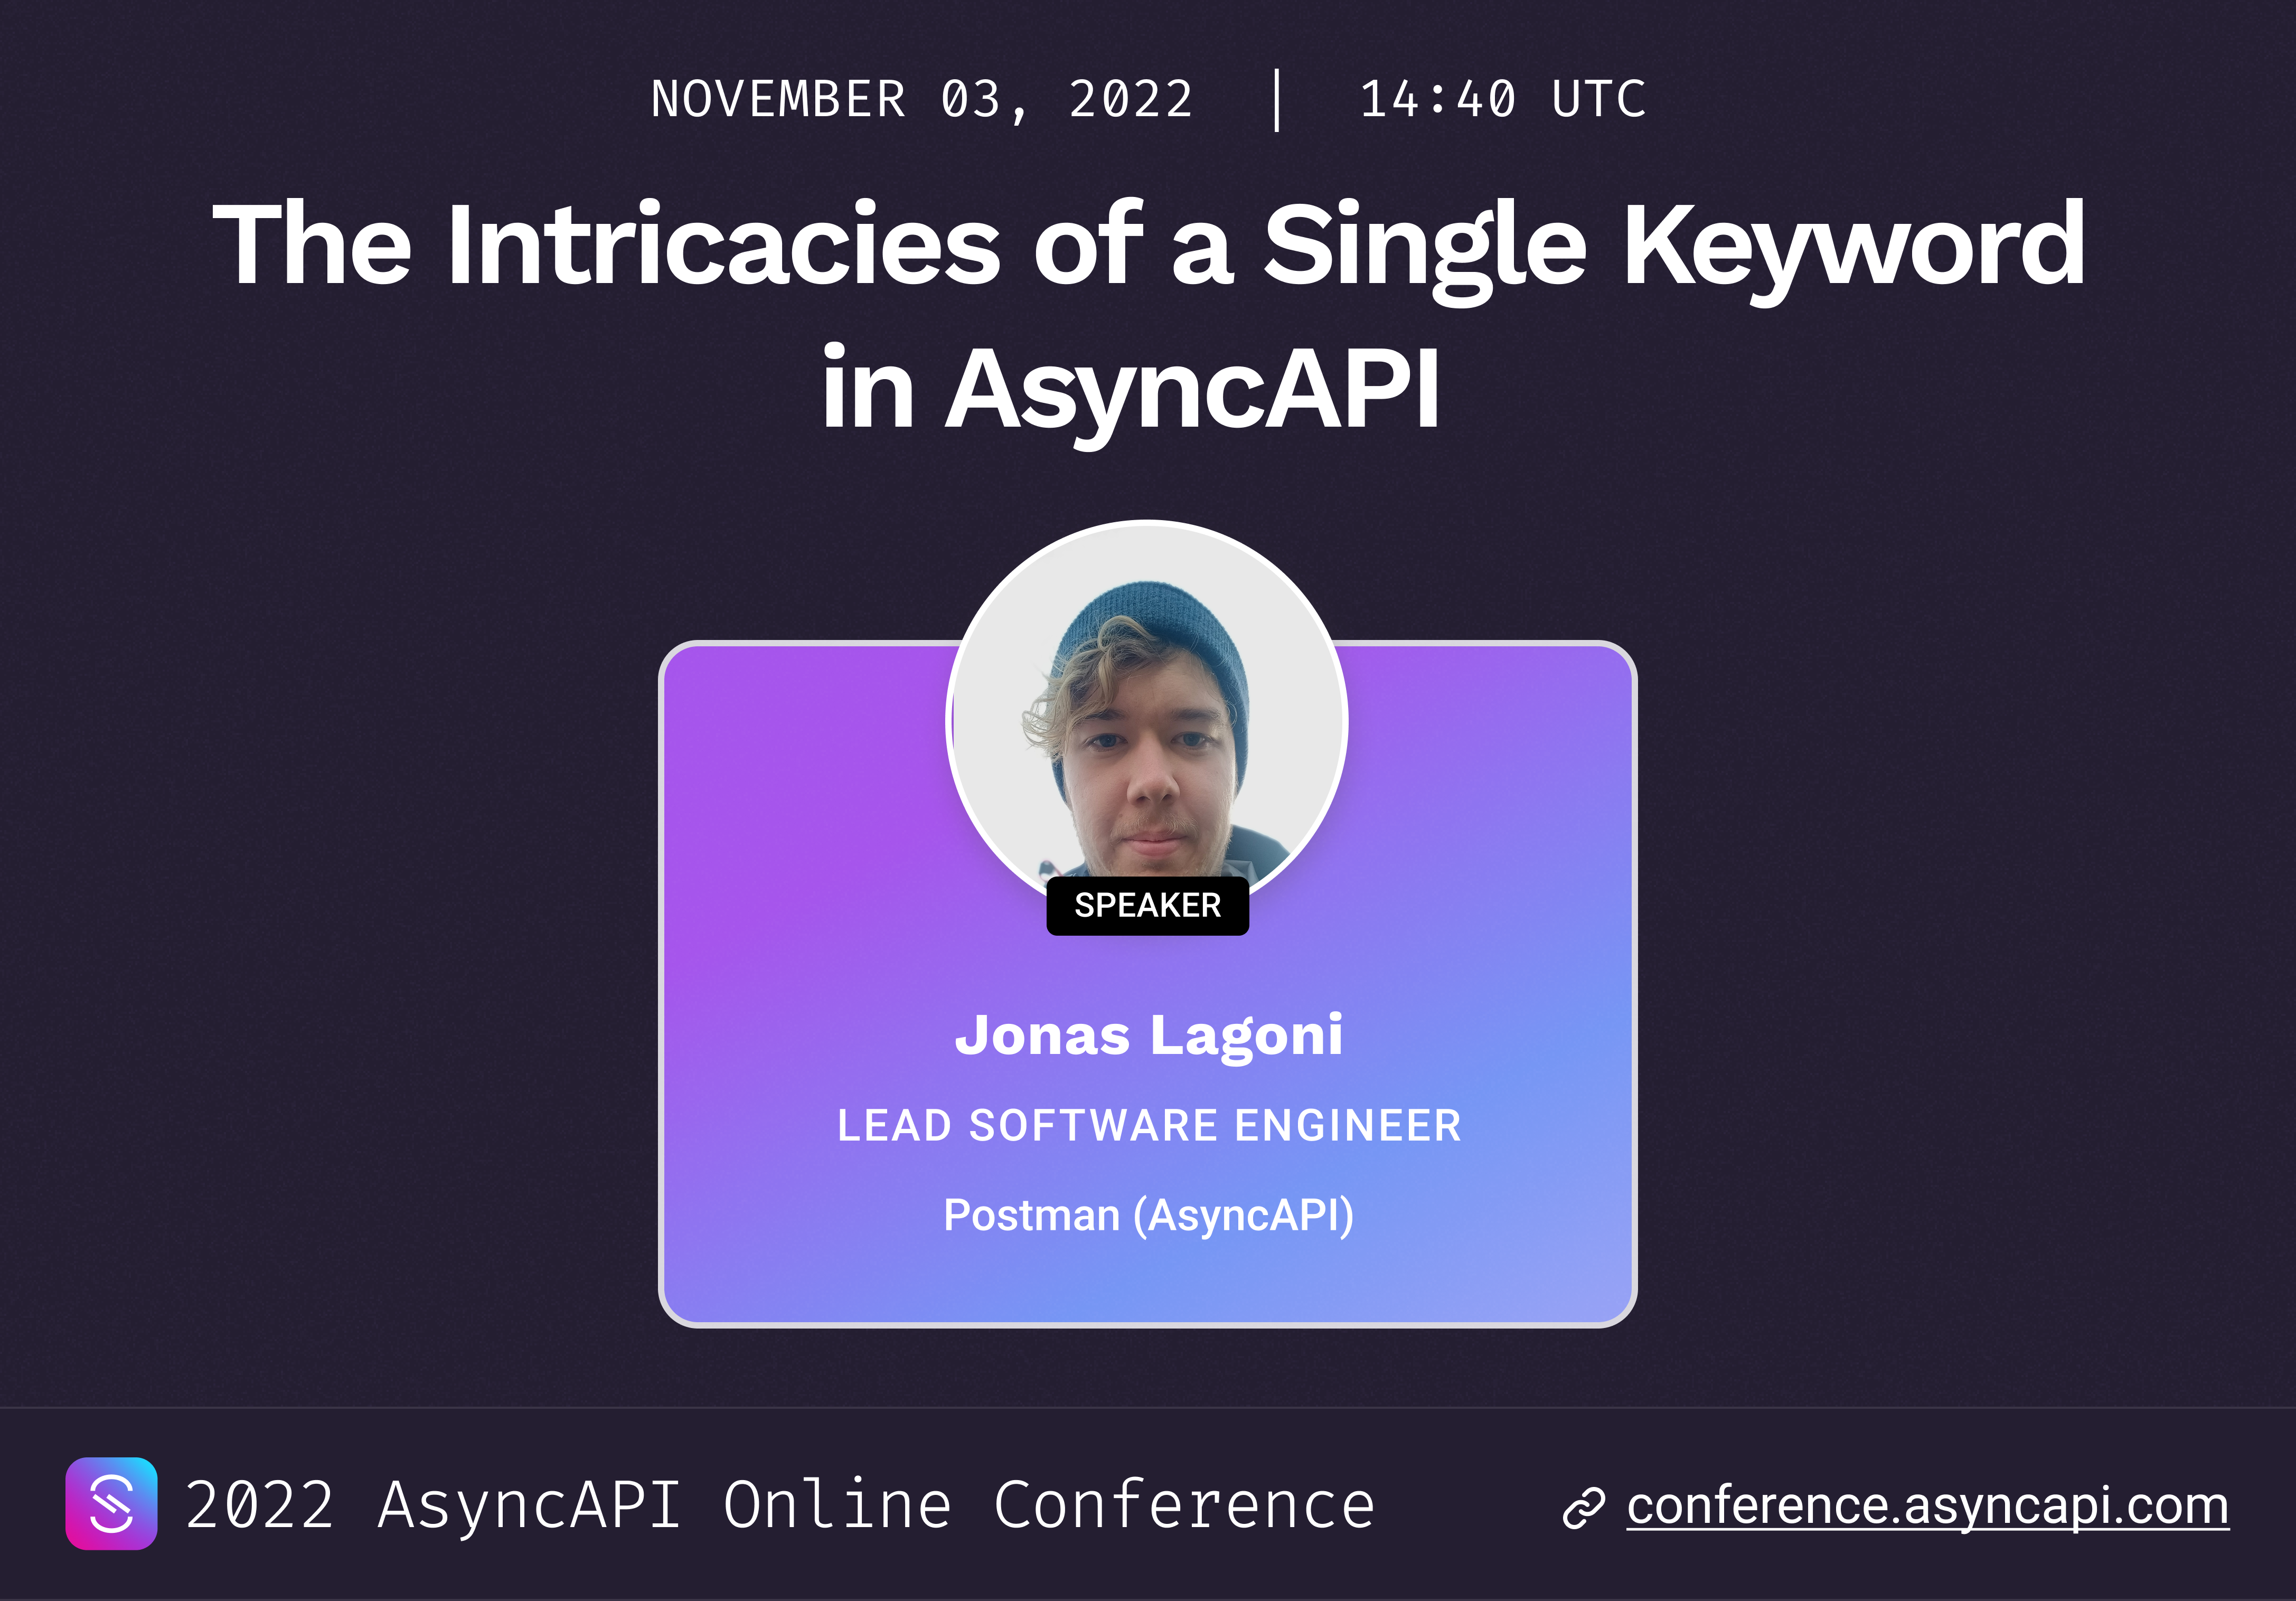 NOVEMBER 03, 2022 | 14:40 UTC
The Intricacies of a Single Keyword
in AsyncAPI
SPEAKER
Jonas Lagoni
LEAD SOFTWARE ENGINEER
Postman (AsyncAPI)
2022 AsyncAPI Online Conference
conference.asyncapi.com